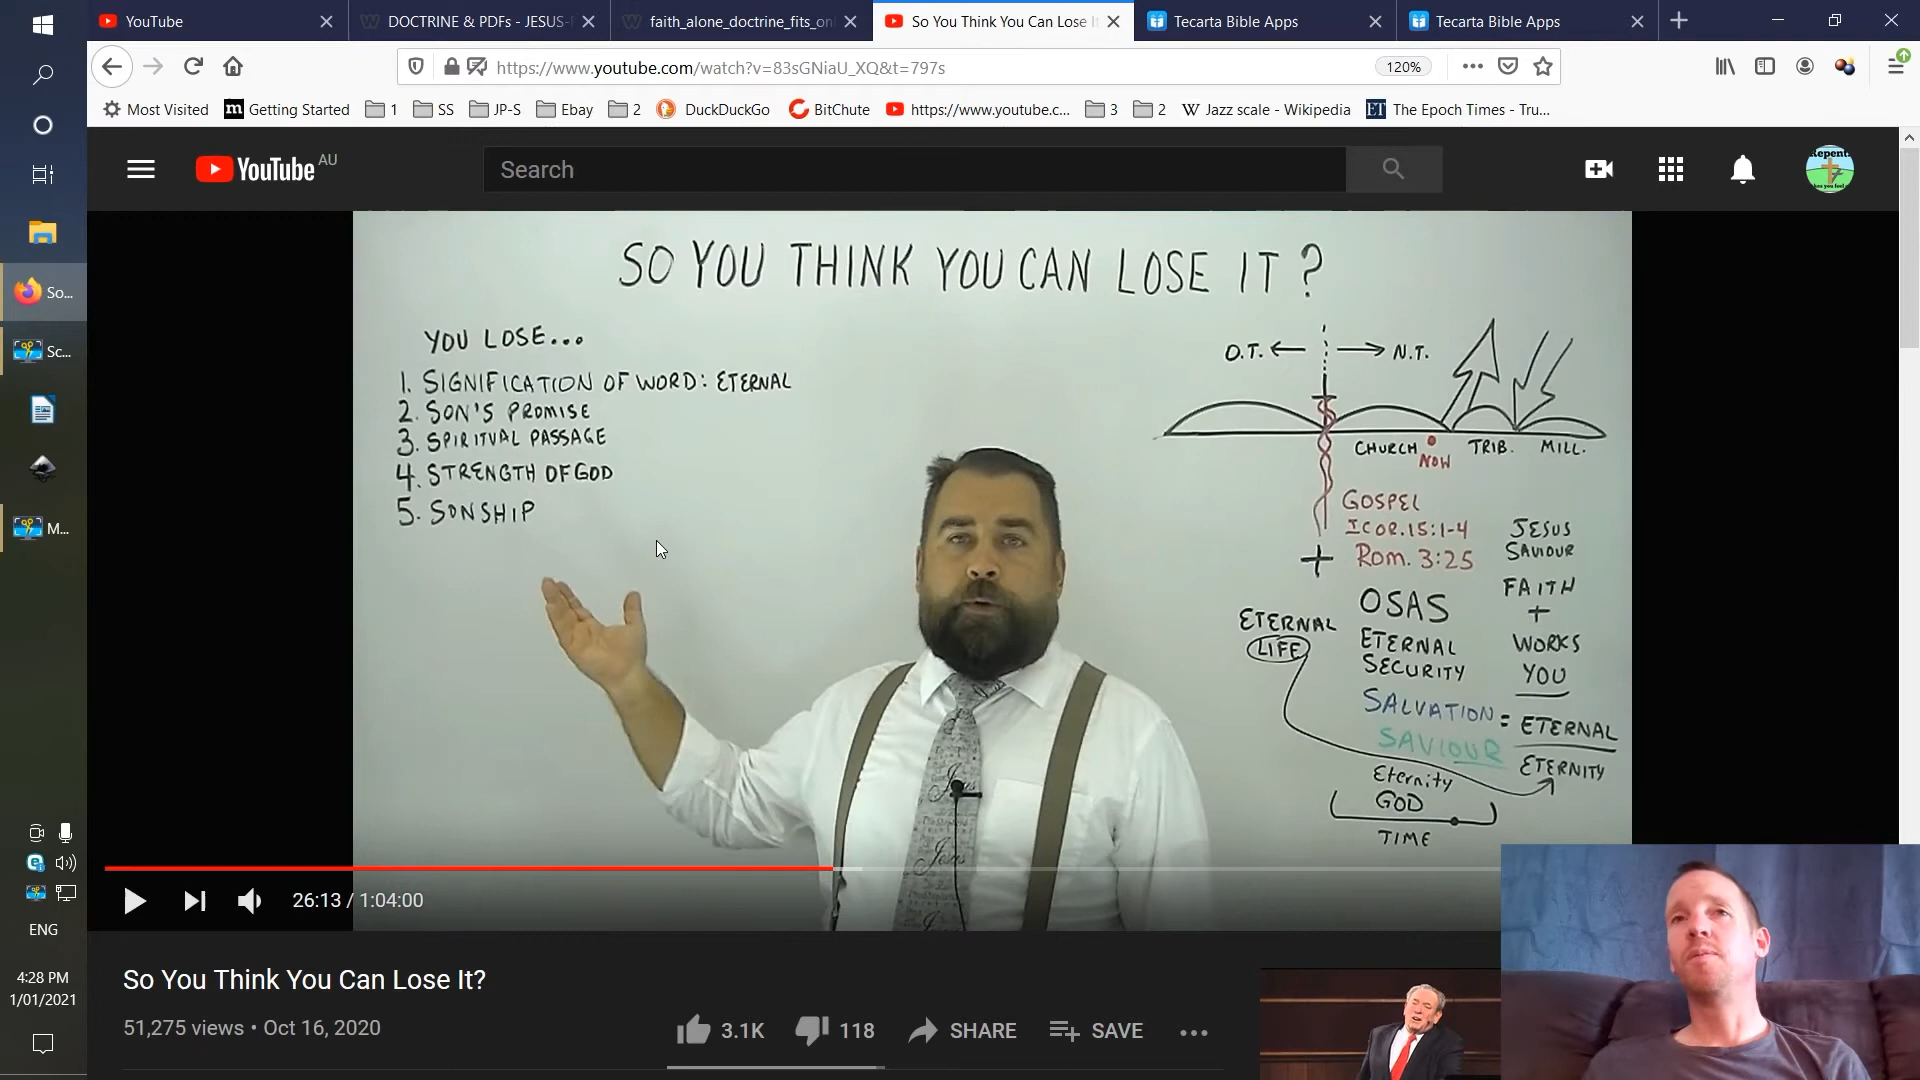 YouTube
DOCTRINE & PDFs - JESUS-
faith_alone_doctrine_fits_on
So You Think You Can Lose I
Tecarta Bible Apps
Tecarta Bible Apps
https://www.youtube.com/watch?v=83sGNiaU_XQ&t=797s
120%
Most Visited
Getting Started
1
SS
JP-S
Ebay
2
DuckDuckGo
BitChute
https://www.youtube.c...
3
2
Jazz scale - Wikipedia
ET
The Epoch Times - Tru...
YouTube AU
Search
Repent
SO YOU THINK YOU CAN LOSE IT?
YOU LOSE...
1. SIGNIFICATION OF WORD: ETERNAL
2. SON'S PROMISE
3. SPIRITUAL PASSAGE
4. STRENGTH OF GOD
5. SONSHIP
O.T. ← → N.T.
CHURCH NOW TRIB. MILL.
GOSPEL
I COR. 15:1-4
+ Rom. 3:25
OSAS
ETERNAL
SECURITY
SALVATION
SAVIOUR
ETERNAL
LIFE
JESUS
SAVIOUR
FAITH
+
WORKS
YOU
= ETERNAL
ETERNITY
Eternity
GOD
TIME
Jesus
Jesus
26:13 / 1:04:00
So You Think You Can Lose It?
51,275 views • Oct 16, 2020
3.1K
118
SHARE
SAVE
So...
Sc...
M...
ENG
4:28 PM
1/01/2021